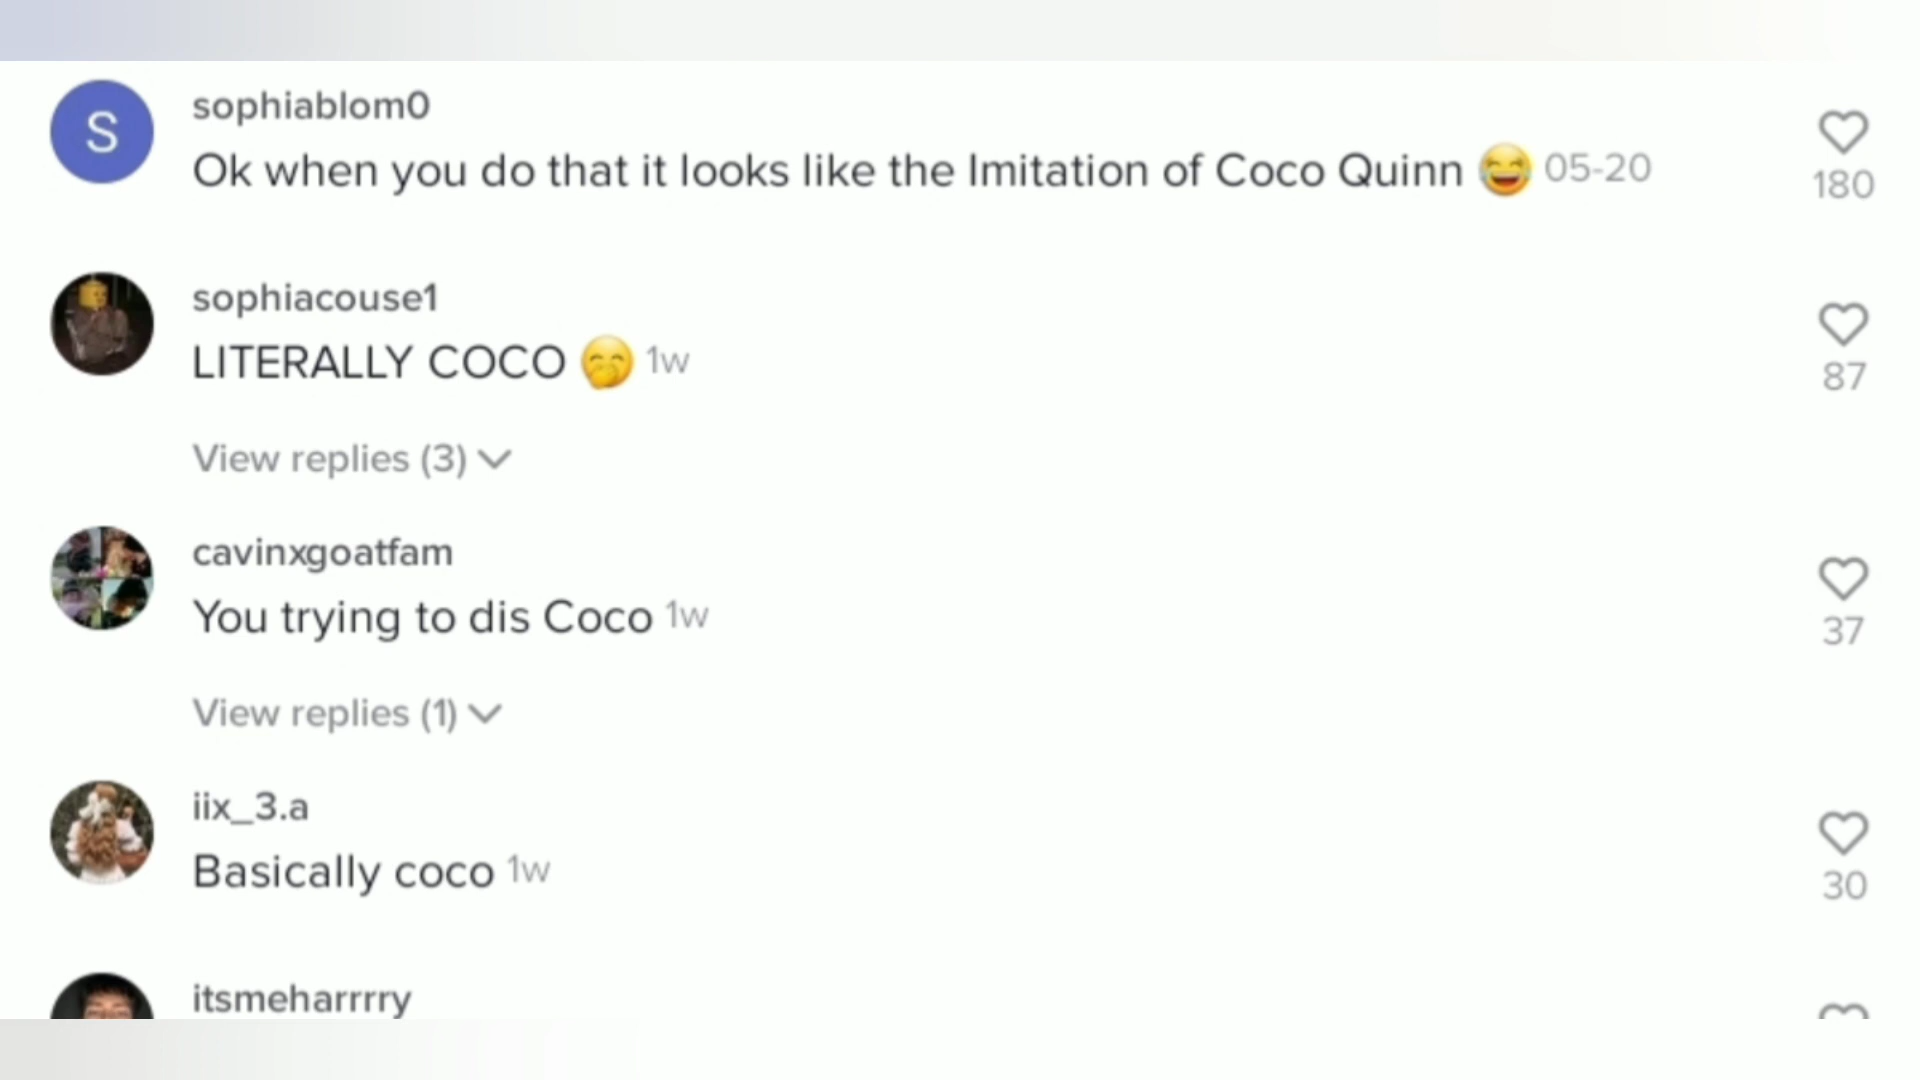 S
sophiablom0
Ok when you do that it looks like the Imitation of Coco Quinn 😂 05-20
180
sophiacouse1
LITERALLY COCO 🤭 1w
87
View replies (3)
cavinxgoatfam
You trying to dis Coco 1w
37
View replies (1)
iix_3.a
Basically coco 1w
30
itsmeharrrry